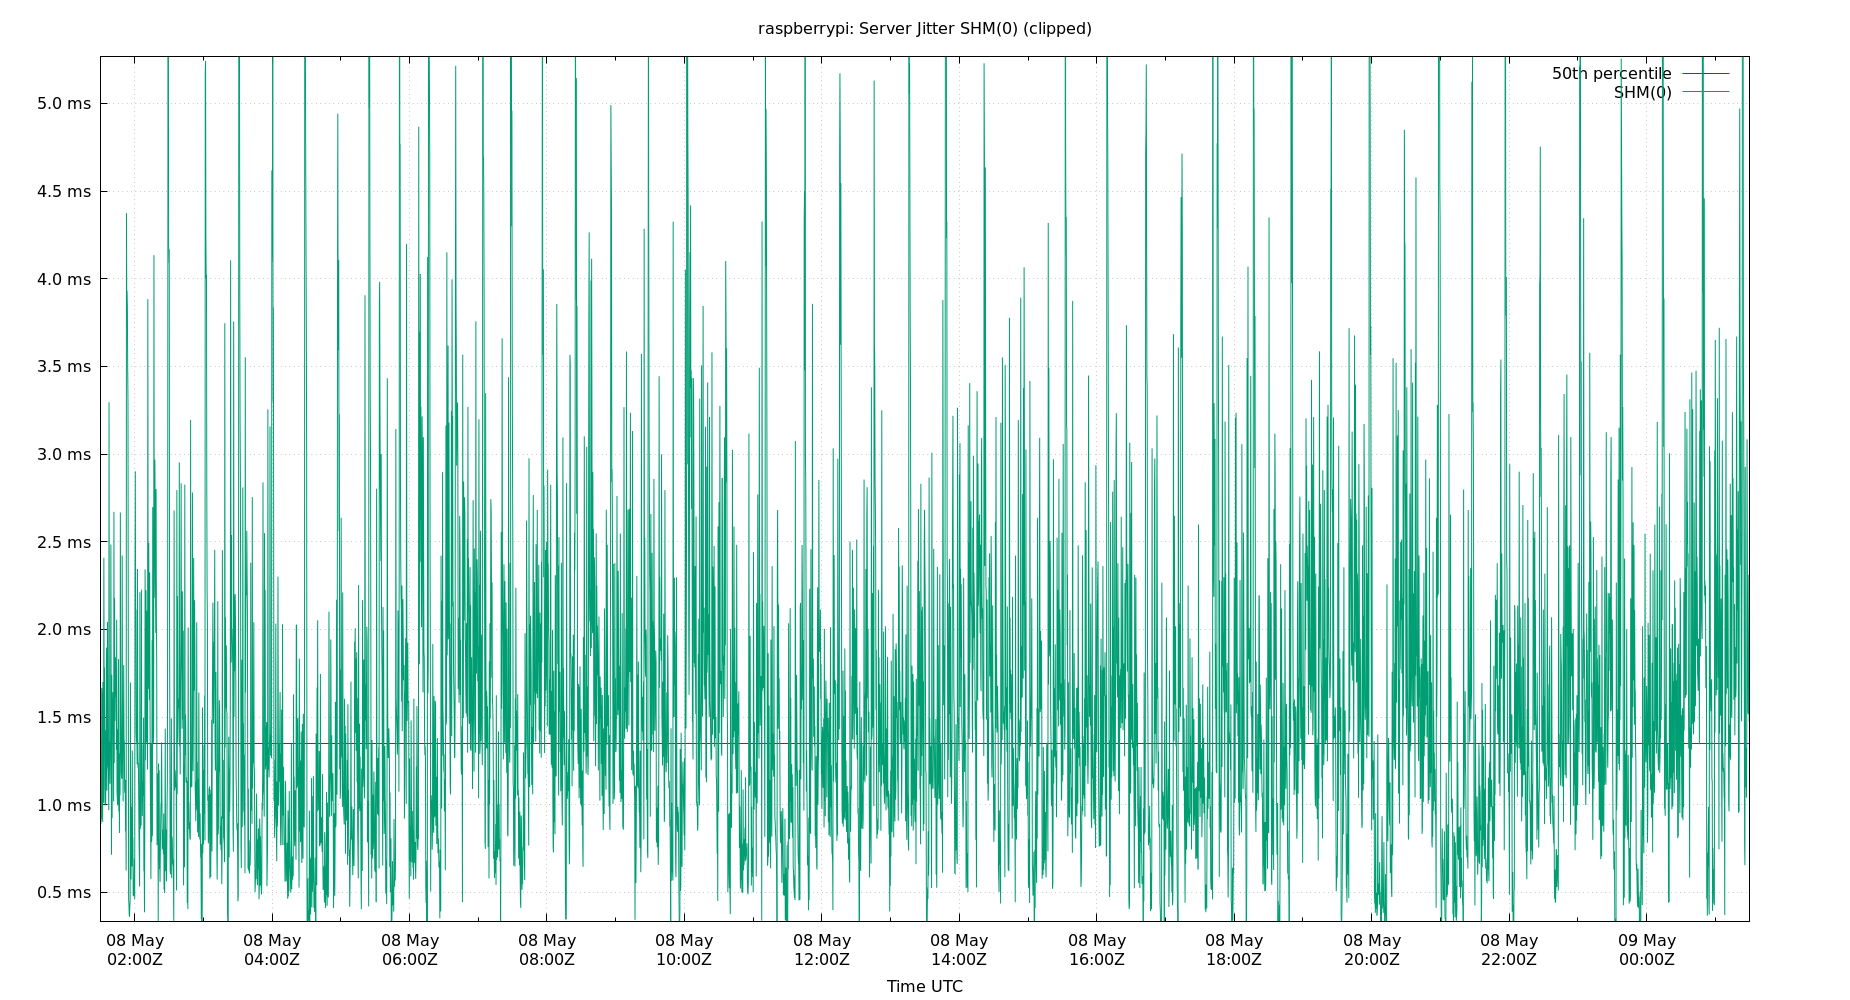 raspberrypi: Server Jitter SHM(0) (clipped)
50th percentile
SHM(0)
5.0 ms
4.5 ms
4.0 ms
3.5 ms
3.0 ms
2.5 ms
2.0 ms
1.5 ms
1.0 ms
0.5 ms
08 May 08 May 08 May 08 May 08 May 08 May 08 May 08 May 08 May 08 May 08 May 09 May
02:00Z 04:00Z 06:00Z 08:00Z 10:00Z 12:00Z 14:00Z 16:00Z 18:00Z 20:00Z 22:00Z 00:00Z
Time UTC